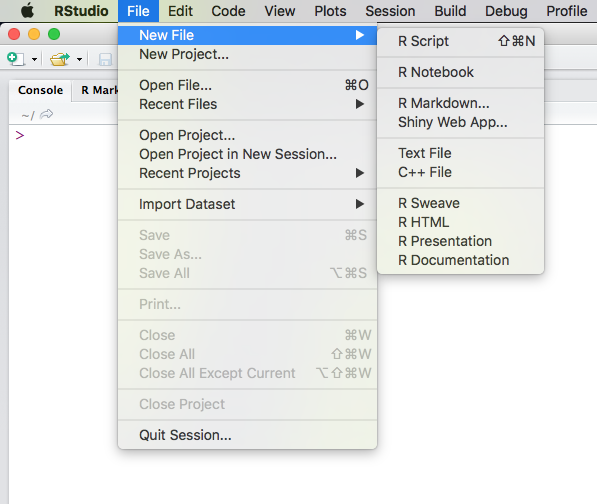 RStudio File Edit Code View Plots Session Build Debug Profile
New File
New Project...
Open File... ⌘O
Recent Files
Open Project...
Open Project in New Session...
Recent Projects
Import Dataset
Save ⌘S
Save As...
Save All ⌥⌘S
Print...
Close ⌘W
Close All ⇧⌘W
Close All Except Current ⌥⇧⌘W
Close Project
Quit Session...
R Script ⇧⌘N
R Notebook
R Markdown...
Shiny Web App...
Text File
C++ File
R Sweave
R HTML
R Presentation
R Documentation
Console R Mark
~/
>